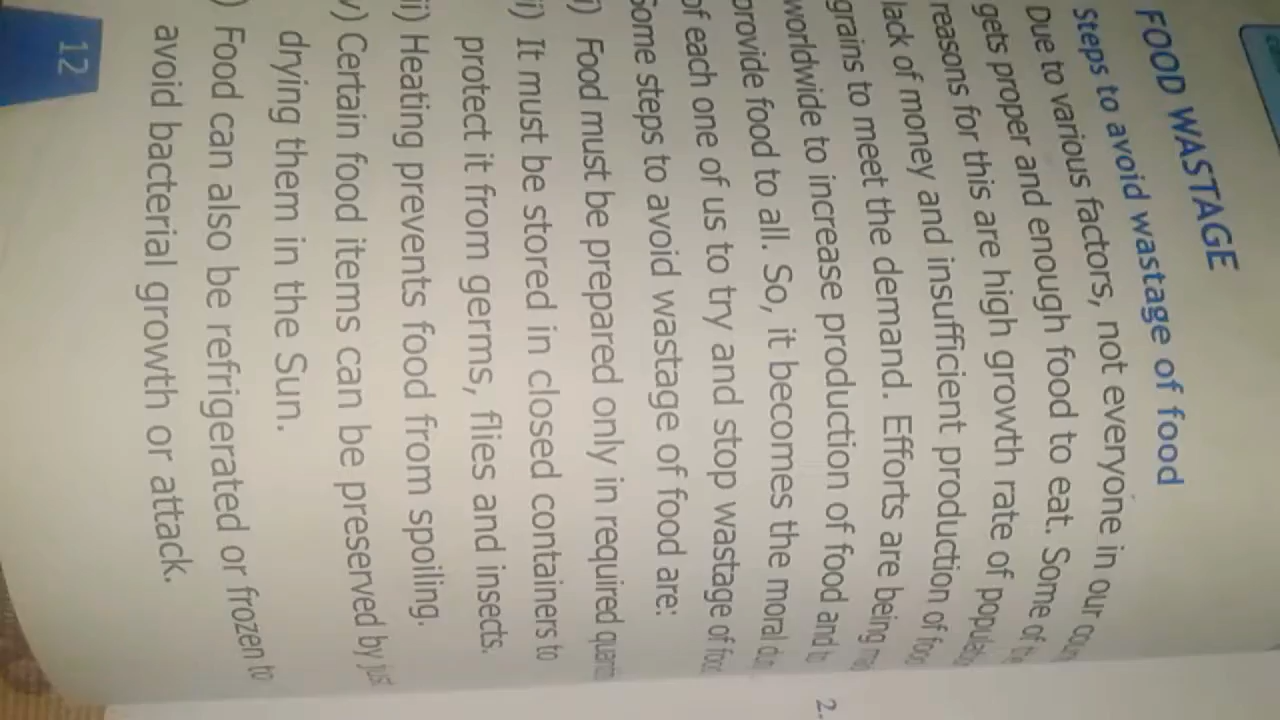 FOOD WASTAGE
Steps to avoid wastage of food
Due to various factors, not everyone in our
gets proper and enough food to eat. Some of
reasons for this are high growth rate of
lack of money and insufficient production of
grains to meet the demand. Efforts are being
worldwide to increase production of food and
provide food to all. So, it becomes the moral
of each one of us to try and stop wastage of
Some steps to avoid wastage of food are:
i) Food must be prepared only in required
i) It must be stored in closed containers to
protect it from germs, flies and insects.
ii) Heating prevents food from spoiling.
v) Certain food items can be preserved by just
drying them in the Sun.
) Food can also be refrigerated or frozen to
avoid bacterial growth or attack.
12
2.